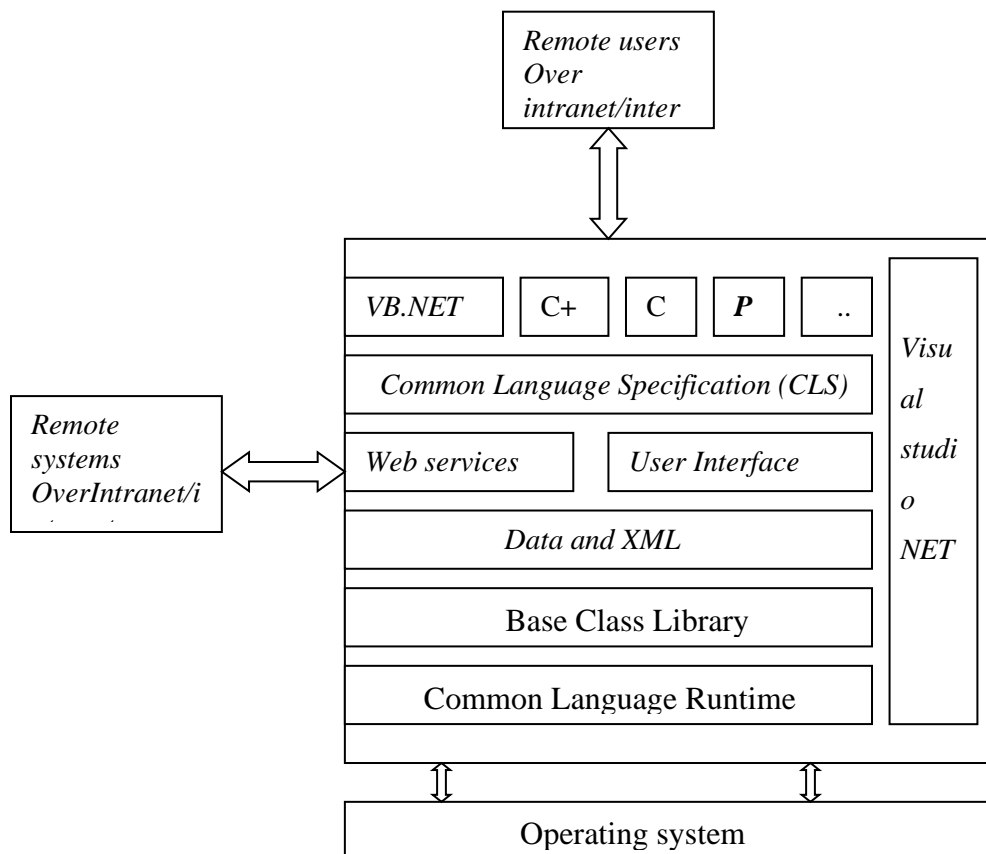 Remote users
Over
intranet/inter
VB.NET
C+
C
P
..
Common Language Specification (CLS)
Web services
User Interface
Data and XML
Base Class Library
Common Language Runtime
Visu
al
studi
o
NET
Remote
systems
OverIntranet/i
Operating system